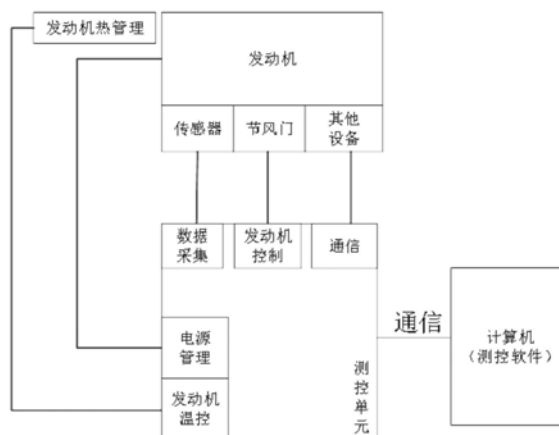 发动机热管理
发动机
传感器
节风门
其他
设备
数据
采集
发动机
控制
通信
通信
计算机
（测控软件）
电源
管理
测控单元
发动机
温控